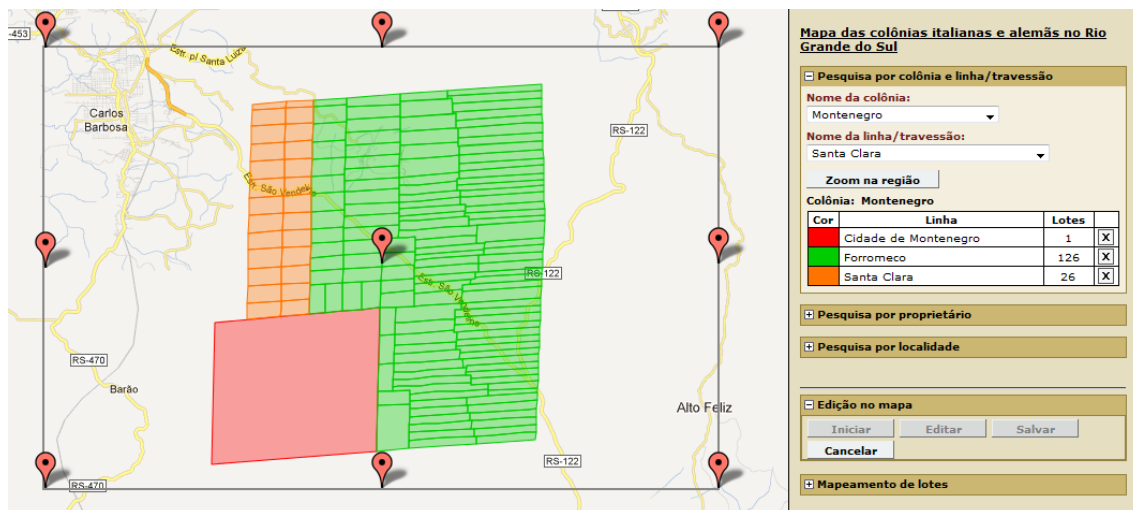 -453
Estr. p/ Santa Luiza
Carlos
Barbosa
RS-122
Estr. São Vendelino
RS-122
Estr. São Vendelino
RS-470
Barão
Alto Feliz
RS-122
RS-470
Mapa das colônias italianas e alemãs no Rio
Grande do Sul
Pesquisa por colônia e linha/travessão
Nome da colônia:
Montenegro
Nome da linha/travessão:
Santa Clara
Zoom na região
Colônia: Montenegro
Cor Linha Lotes
Cidade de Montenegro 1 X
Forromeco 126 X
Santa Clara 26 X
Pesquisa por proprietário
Pesquisa por localidade
Edição no mapa
Iniciar Editar Salvar
Cancelar
Mapeamento de lotes